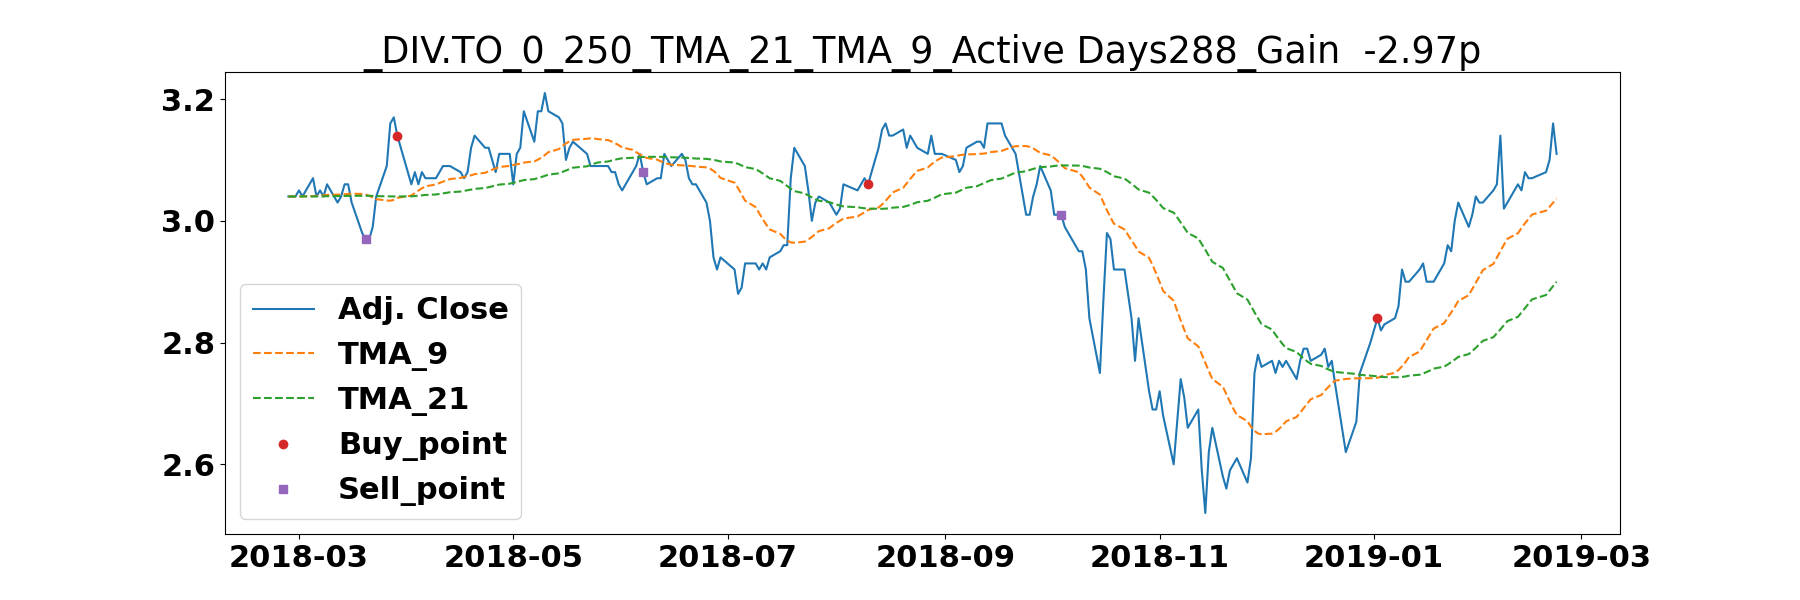 _DIV.TO_0_250_TMA_21_TMA_9_Active Days288_Gain  -2.97p
3.2
3.0
2.8
2.6
Adj. Close
TMA_9
TMA_21
Buy_point
Sell_point
2018-03 2018-05 2018-07 2018-09 2018-11 2019-01 2019-03